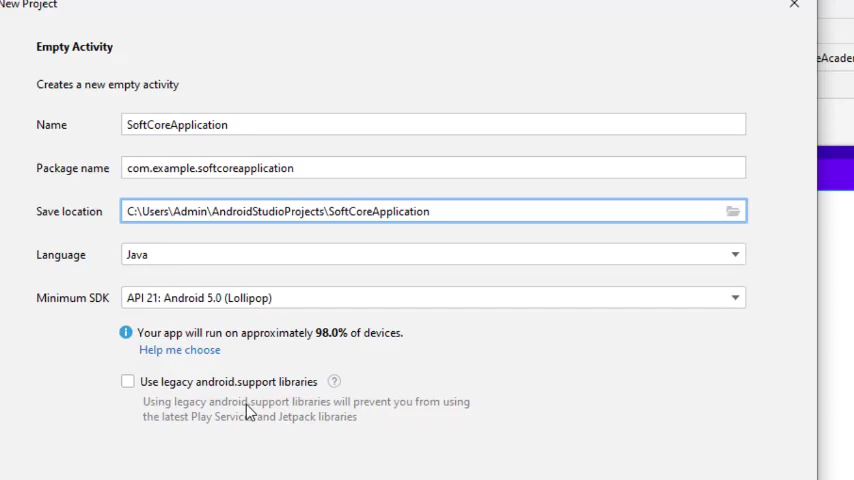 New Project
Empty Activity
Creates a new empty activity
Name SoftCoreApplication
Package name com.example.softcoreapplication
Save location C:\Users\Admin\AndroidStudioProjects\SoftCoreApplication
Language Java
Minimum SDK API 21: Android 5.0 (Lollipop)
Your app will run on approximately 98.0% of devices.
Help me choose
Use legacy android.support libraries ?
Using legacy android.support libraries will prevent you from using
the latest Play Services and Jetpack libraries